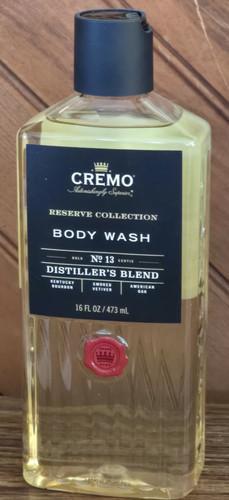 CREMO
Astonishingly Superior
RESERVE COLLECTION
BODY WASH
Nº 13
DISTILLER'S BLEND
KENTUCKY BOURBON
SMOKED VETIVER
AMERICAN OAK
16 FL OZ / 473 mL